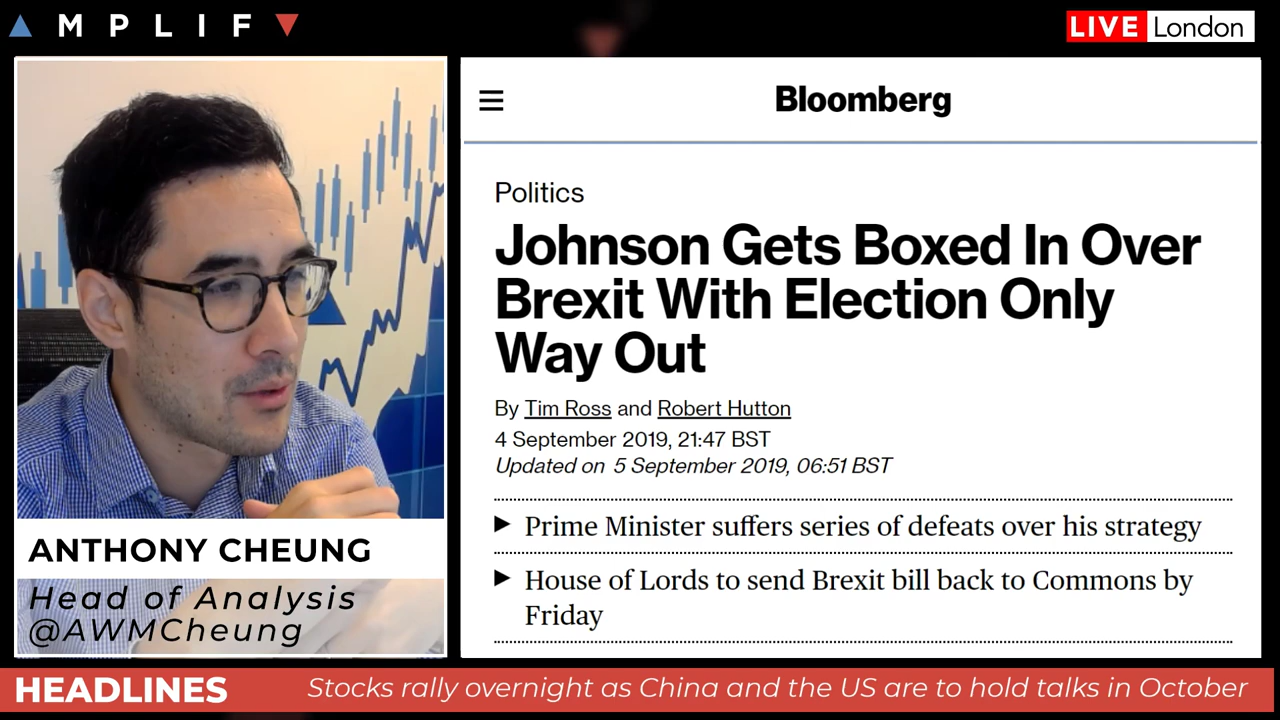 ▲ M P L I F ▼
LIVE London
Bloomberg
Politics
Johnson Gets Boxed In Over
Brexit With Election Only
Way Out
By Tim Ross and Robert Hutton
4 September 2019, 21:47 BST
Updated on 5 September 2019, 06:51 BST
▶ Prime Minister suffers series of defeats over his strategy
▶ House of Lords to send Brexit bill back to Commons by
Friday
ANTHONY CHEUNG
Head of Analysis
@AWMCheung
HEADLINES Stocks rally overnight as China and the US are to hold talks in October